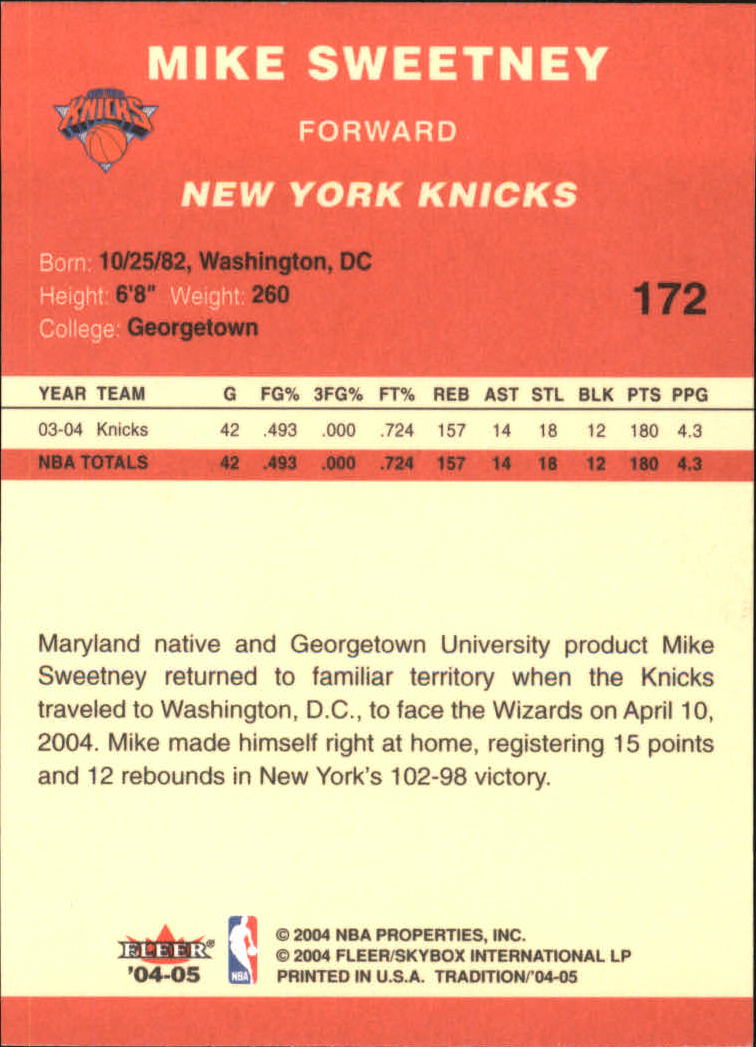 MIKE SWEETNEY
KNICKS
FORWARD
NEW YORK KNICKS
Born: 10/25/82, Washington, DC
Height: 6'8" Weight: 260
172
College: Georgetown
YEAR TEAM G FG% 3FG% FT% REB AST STL BLK PTS PPG
03-04 Knicks 42 .493 .000 .724 157 14 18 12 180 4.3
NBA TOTALS 42 .493 .000 .724 157 14 18 12 180 4.3
Maryland native and Georgetown University product Mike
Sweetney returned to familiar territory when the Knicks
traveled to Washington, D.C., to face the Wizards on April 10,
2004. Mike made himself right at home, registering 15 points
and 12 rebounds in New York's 102-98 victory.
FLEER®
'04-05
NBA
© 2004 NBA PROPERTIES, INC.
© 2004 FLEER/SKYBOX INTERNATIONAL LP
PRINTED IN U.S.A. TRADITION/'04-05